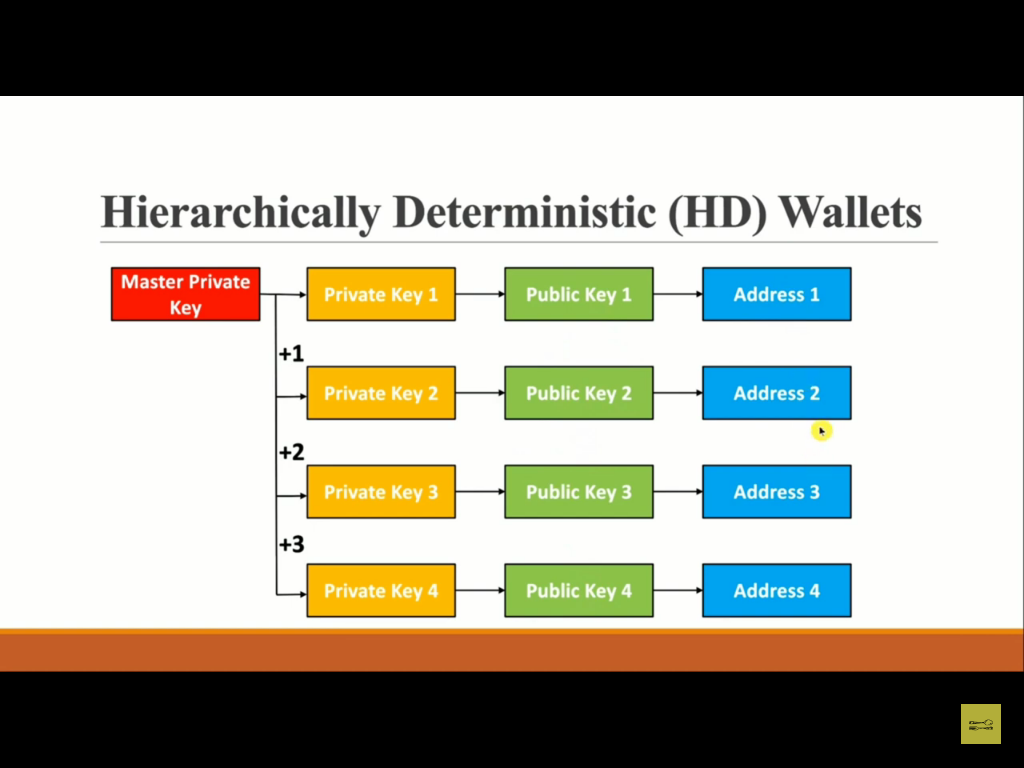 Hierarchically Deterministic (HD) Wallets
Master Private
Key
Private Key 1
Public Key 1
Address 1
+1
Private Key 2
Public Key 2
Address 2
+2
Private Key 3
Public Key 3
Address 3
+3
Private Key 4
Public Key 4
Address 4